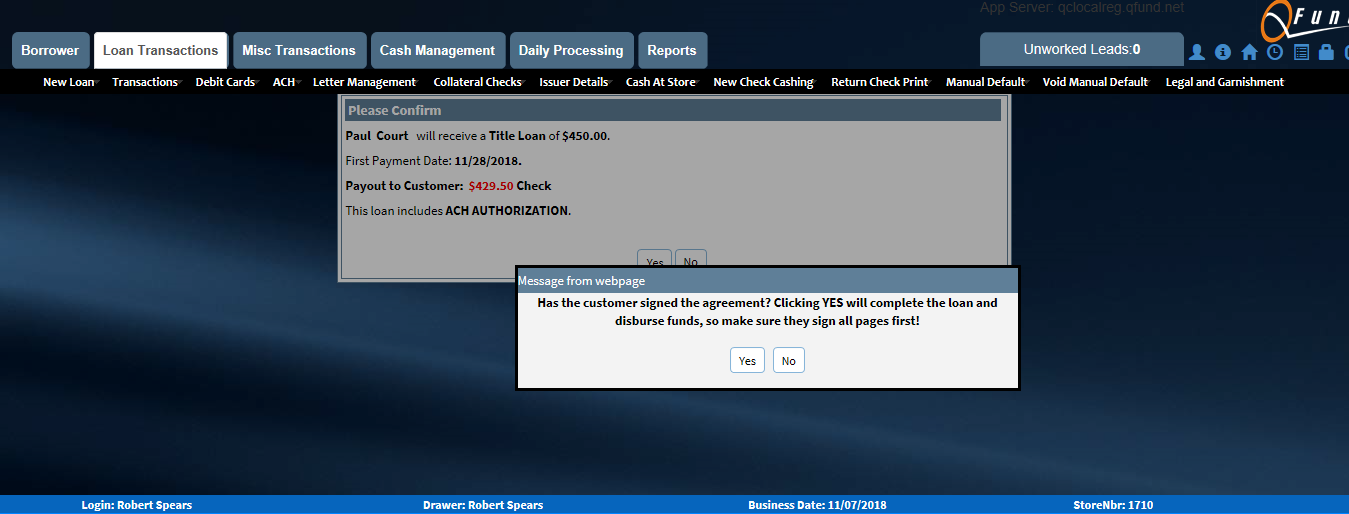 App Server: qclocalreg.qfund.net
Borrower Loan Transactions Misc Transactions Cash Management Daily Processing Reports Unworked Leads:0
New Loan Transactions Debit Cards ACH Letter Management Collateral Checks Issuer Details Cash At Store New Check Cashing Return Check Print Manual Default Void Manual Default Legal and Garnishment
Please Confirm
Paul Court will receive a Title Loan of $450.00.
First Payment Date: 11/28/2018.
Payout to Customer: $429.50 Check
This loan includes ACH AUTHORIZATION.
Yes No
Message from webpage
Has the customer signed the agreement? Clicking YES will complete the loan and
disburse funds, so make sure they sign all pages first!
Yes No
Login: Robert Spears Drawer: Robert Spears Business Date: 11/07/2018 StoreNbr: 1710